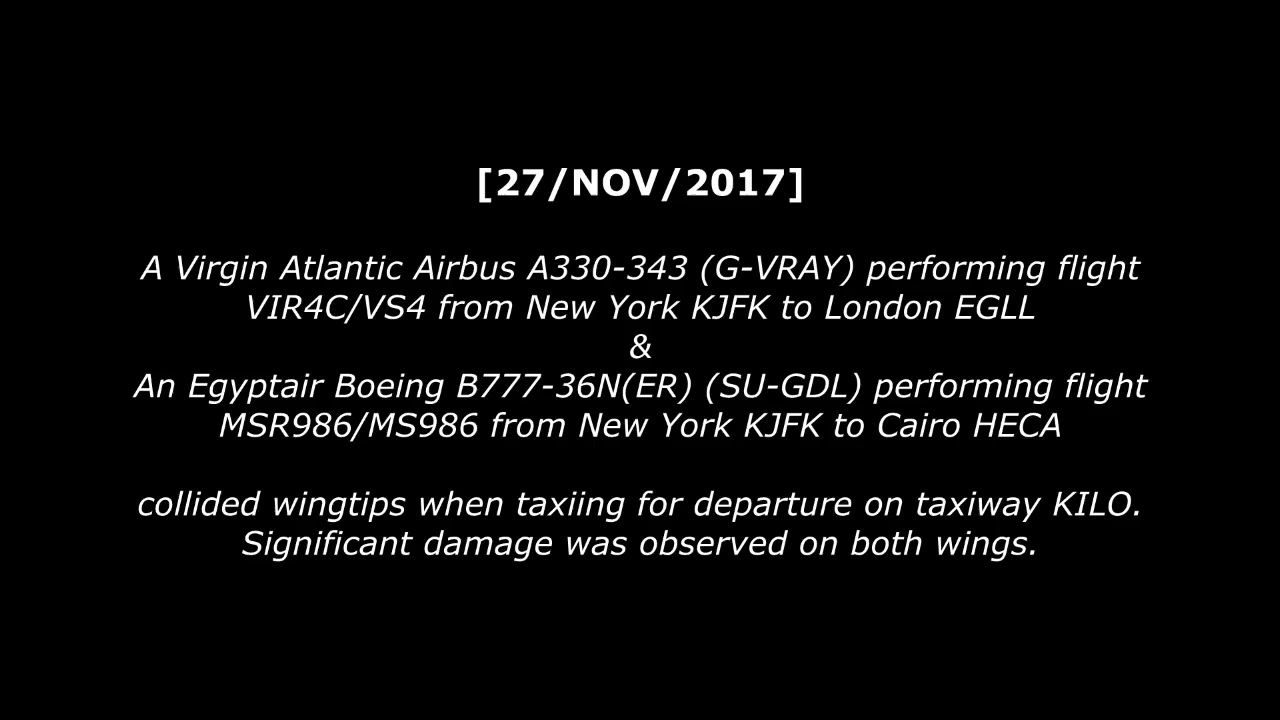 [27/NOV/2017]
A Virgin Atlantic Airbus A330-343 (G-VRAY) performing flight
VIR4C/VS4 from New York KJFK to London EGLL
&
An Egyptair Boeing B777-36N(ER) (SU-GDL) performing flight
MSR986/MS986 from New York KJFK to Cairo HECA
collided wingtips when taxiing for departure on taxiway KILO.
Significant damage was observed on both wings.